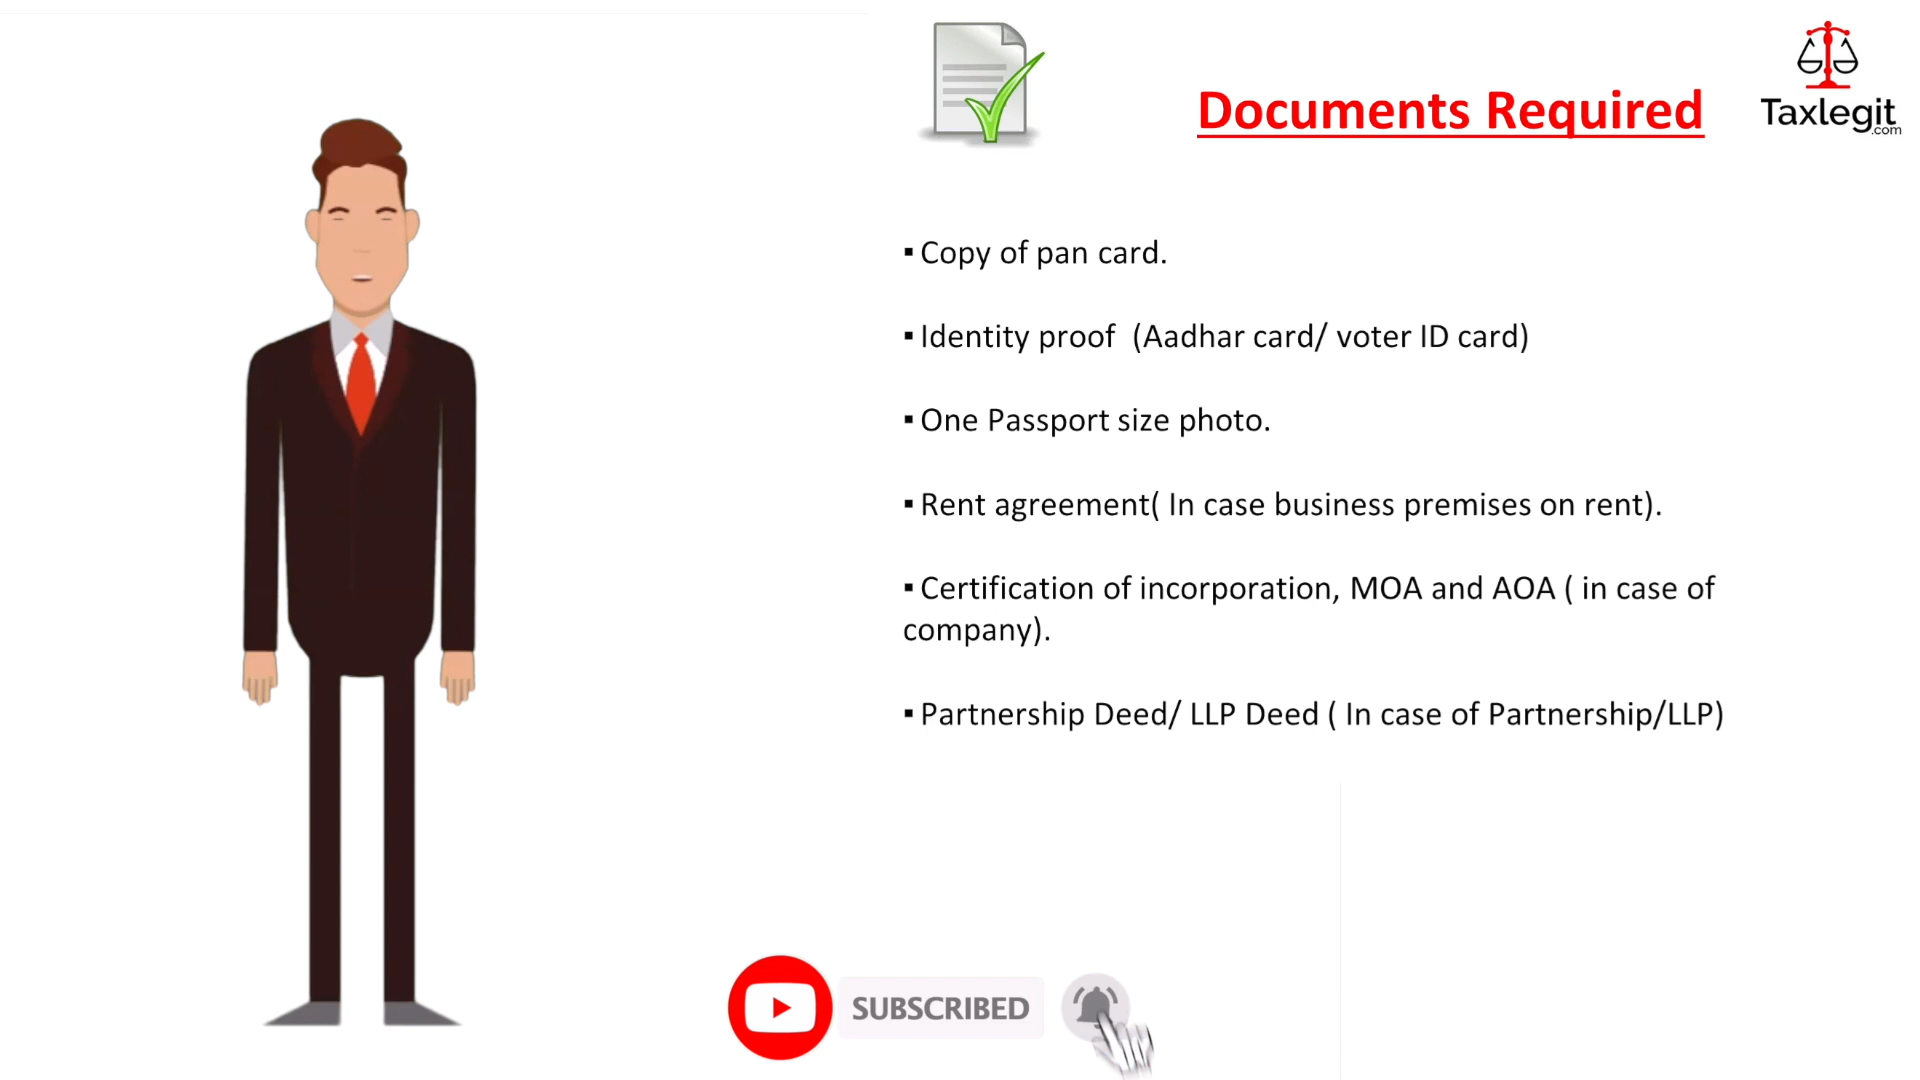 Documents Required
Taxlegit
.com
▪ Copy of pan card.
▪ Identity proof  (Aadhar card/ voter ID card)
▪ One Passport size photo.
▪ Rent agreement( In case business premises on rent).
▪ Certification of incorporation, MOA and AOA ( in case of
company).
▪ Partnership Deed/ LLP Deed ( In case of Partnership/LLP)
SUBSCRIBED